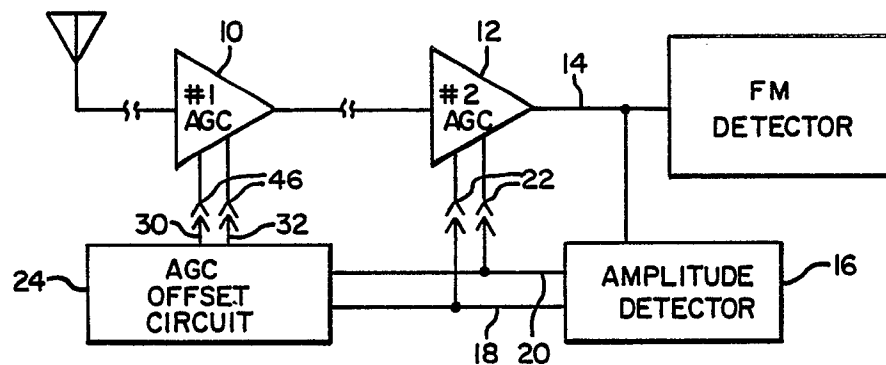 10
12
14
#1
AGC
#2
AGC
FM
DETECTOR
46
22
30
32
24
AGC
OFFSET
CIRCUIT
AMPLITUDE
DETECTOR
16
18
20